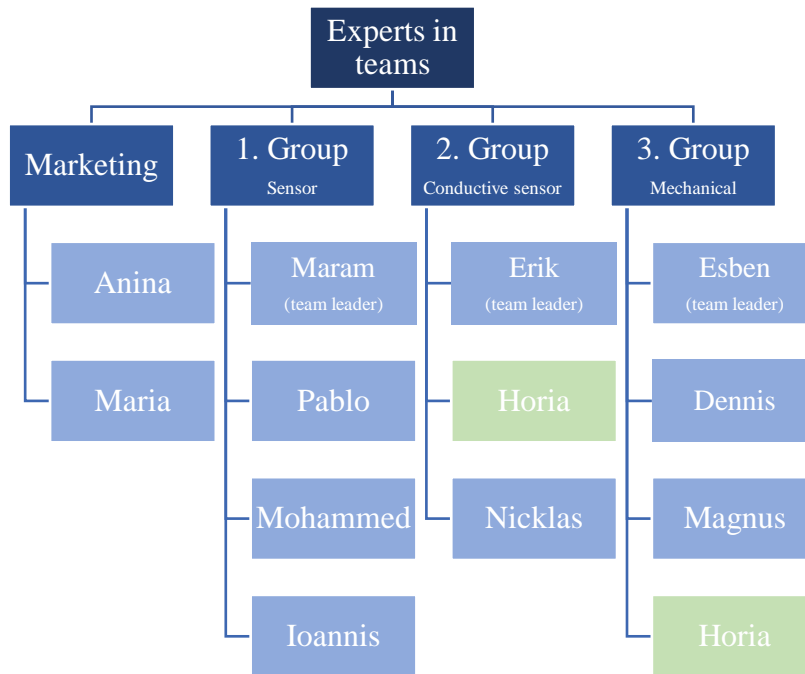 Experts in
teams
Marketing
1. Group
Sensor
2. Group
Conductive sensor
3. Group
Mechanical
Anina
Maria
Maram
(team leader)
Pablo
Mohammed
Ioannis
Erik
(team leader)
Horia
Nicklas
Esben
(team leader)
Dennis
Magnus
Horia